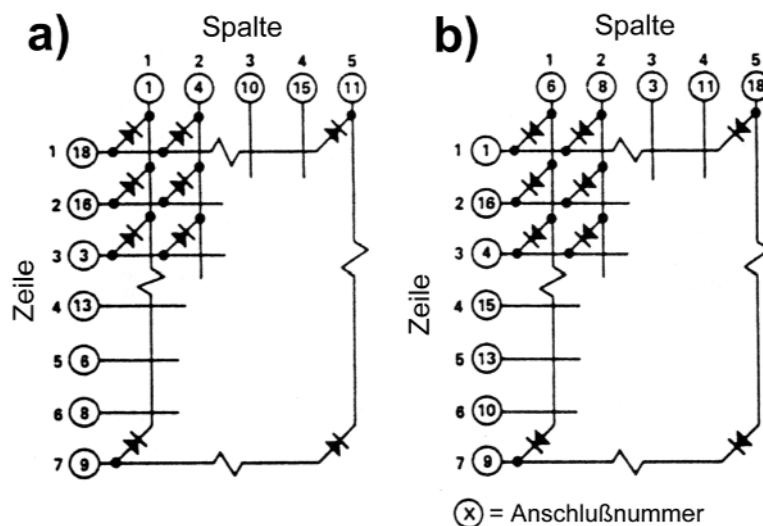 a)
Spalte
1 2 3 4 5
1 4 10 15 11
Zeile
1 18
2 16
3 3
4 13
5 6
6 8
7 9
b)
Spalte
1 2 3 4 5
6 8 3 11 18
Zeile
1 1
2 16
3 4
4 15
5 13
6 10
7 9
x = Anschlußnummer